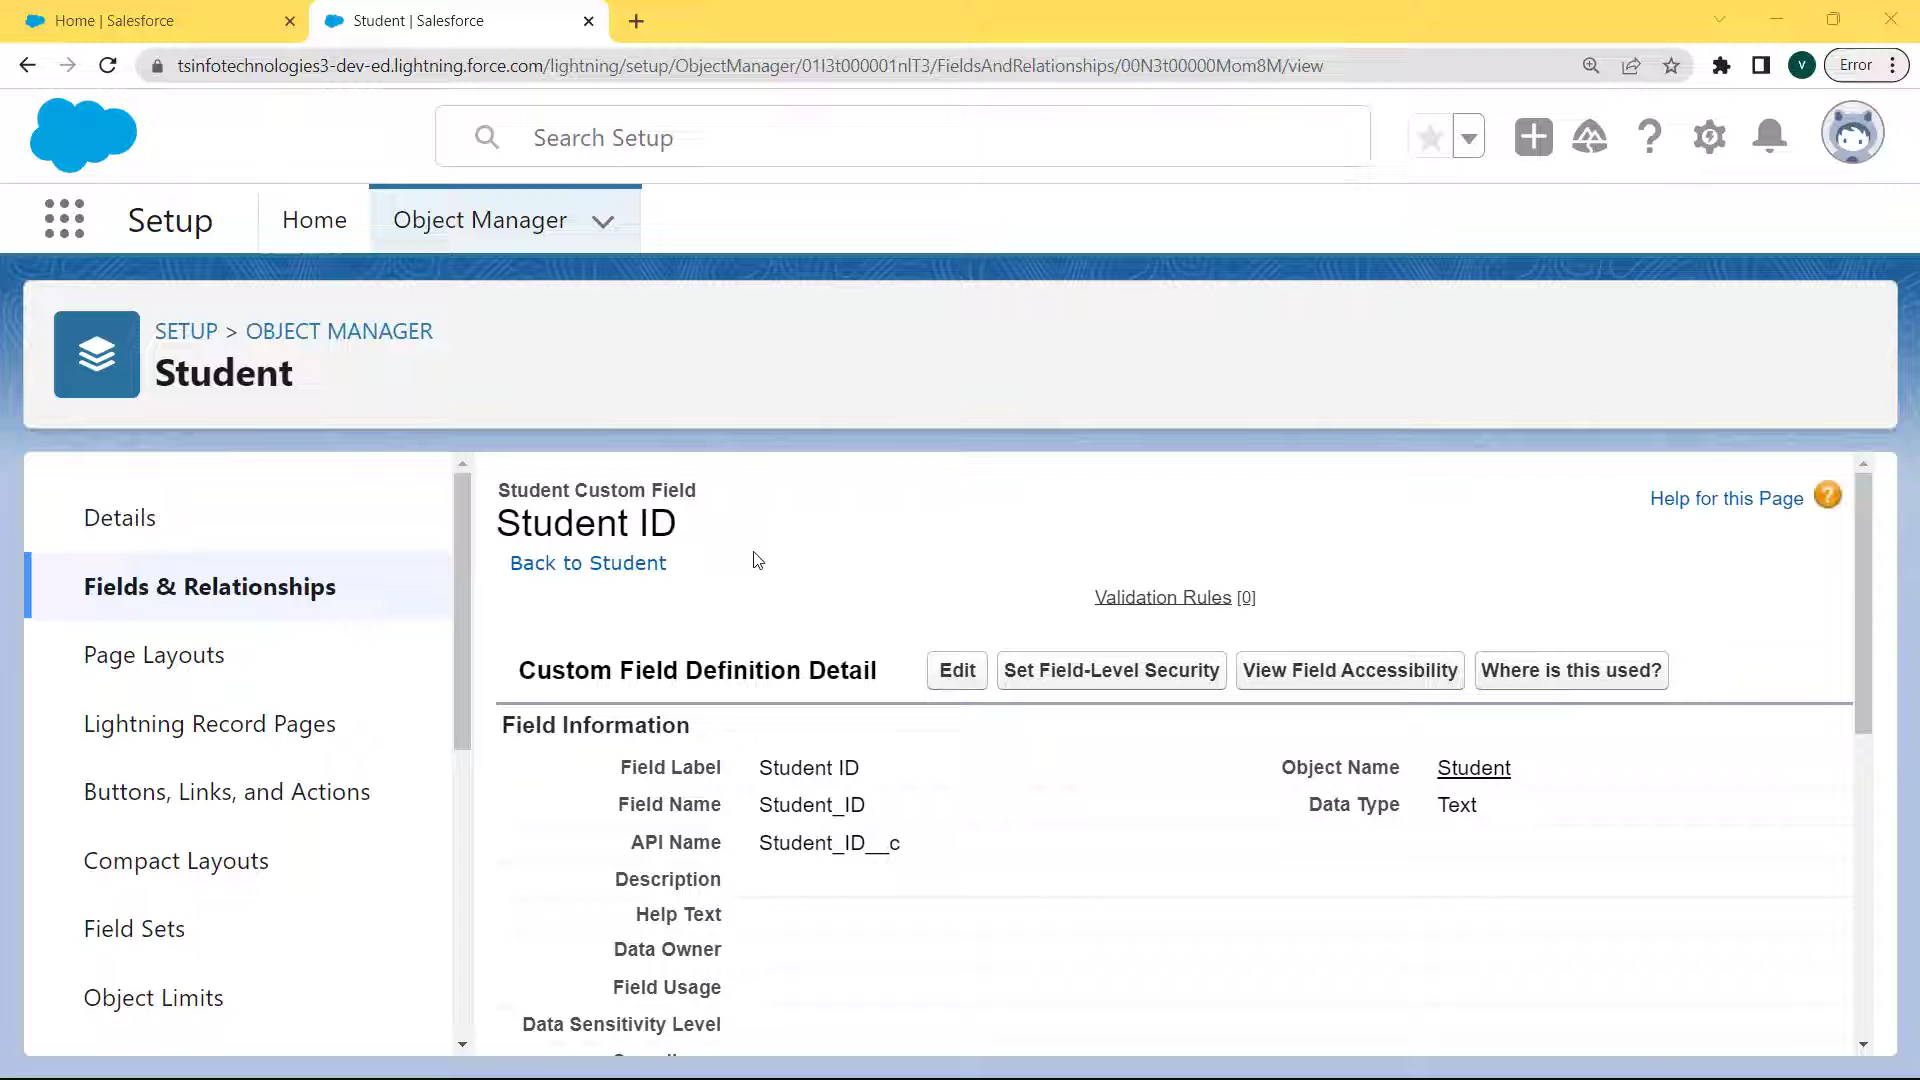 Home | Salesforce
Student | Salesforce
tsinfotechnologies3-dev-ed.lightning.force.com/lightning/setup/ObjectManager/01I3t000001nlT3/FieldsAndRelationships/00N3t00000Mom8M/view
V
Error
Search Setup
Setup
Home
Object Manager
SETUP > OBJECT MANAGER
Student
Details
Fields & Relationships
Page Layouts
Lightning Record Pages
Buttons, Links, and Actions
Compact Layouts
Field Sets
Object Limits
Student Custom Field
Student ID
Back to Student
Help for this Page ?
Validation Rules [0]
Custom Field Definition Detail
Edit
Set Field-Level Security
View Field Accessibility
Where is this used?
Field Information
Field Label Student ID
Object Name Student
Field Name Student_ID
Data Type Text
API Name Student_ID__c
Description
Help Text
Data Owner
Field Usage
Data Sensitivity Level